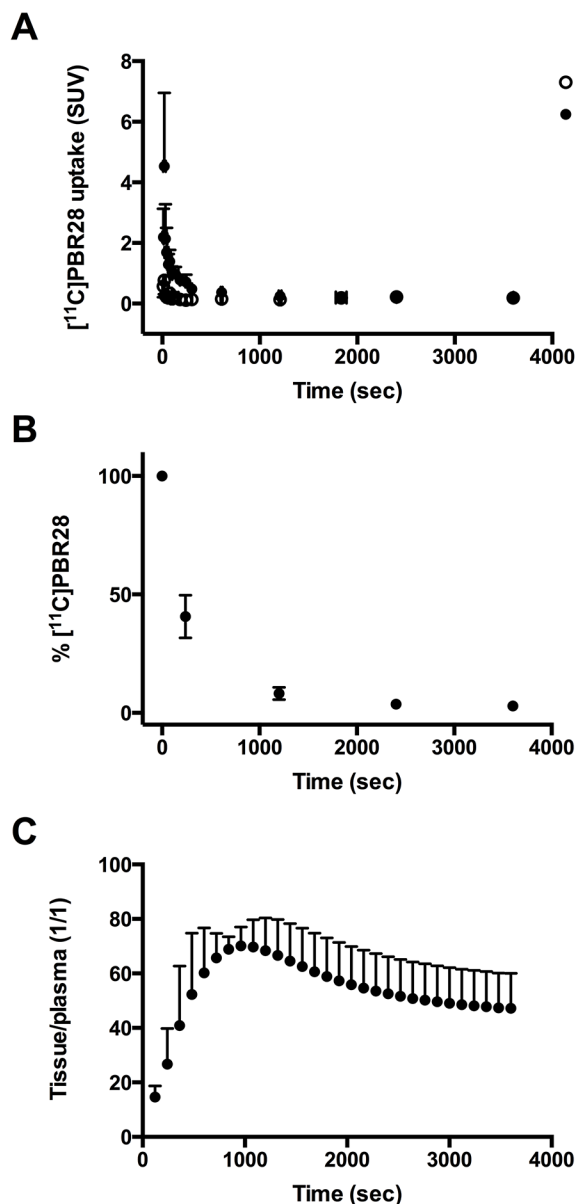 A
[11C]PBR28 uptake (SUV)
8
6
4
2
0
0 1000 2000 3000 4000
Time (sec)
B
% [11C]PBR28
100
50
0
0 1000 2000 3000 4000
Time (sec)
C
Tissue/plasma (1/1)
100
80
60
40
20
0
0 1000 2000 3000 4000
Time (sec)